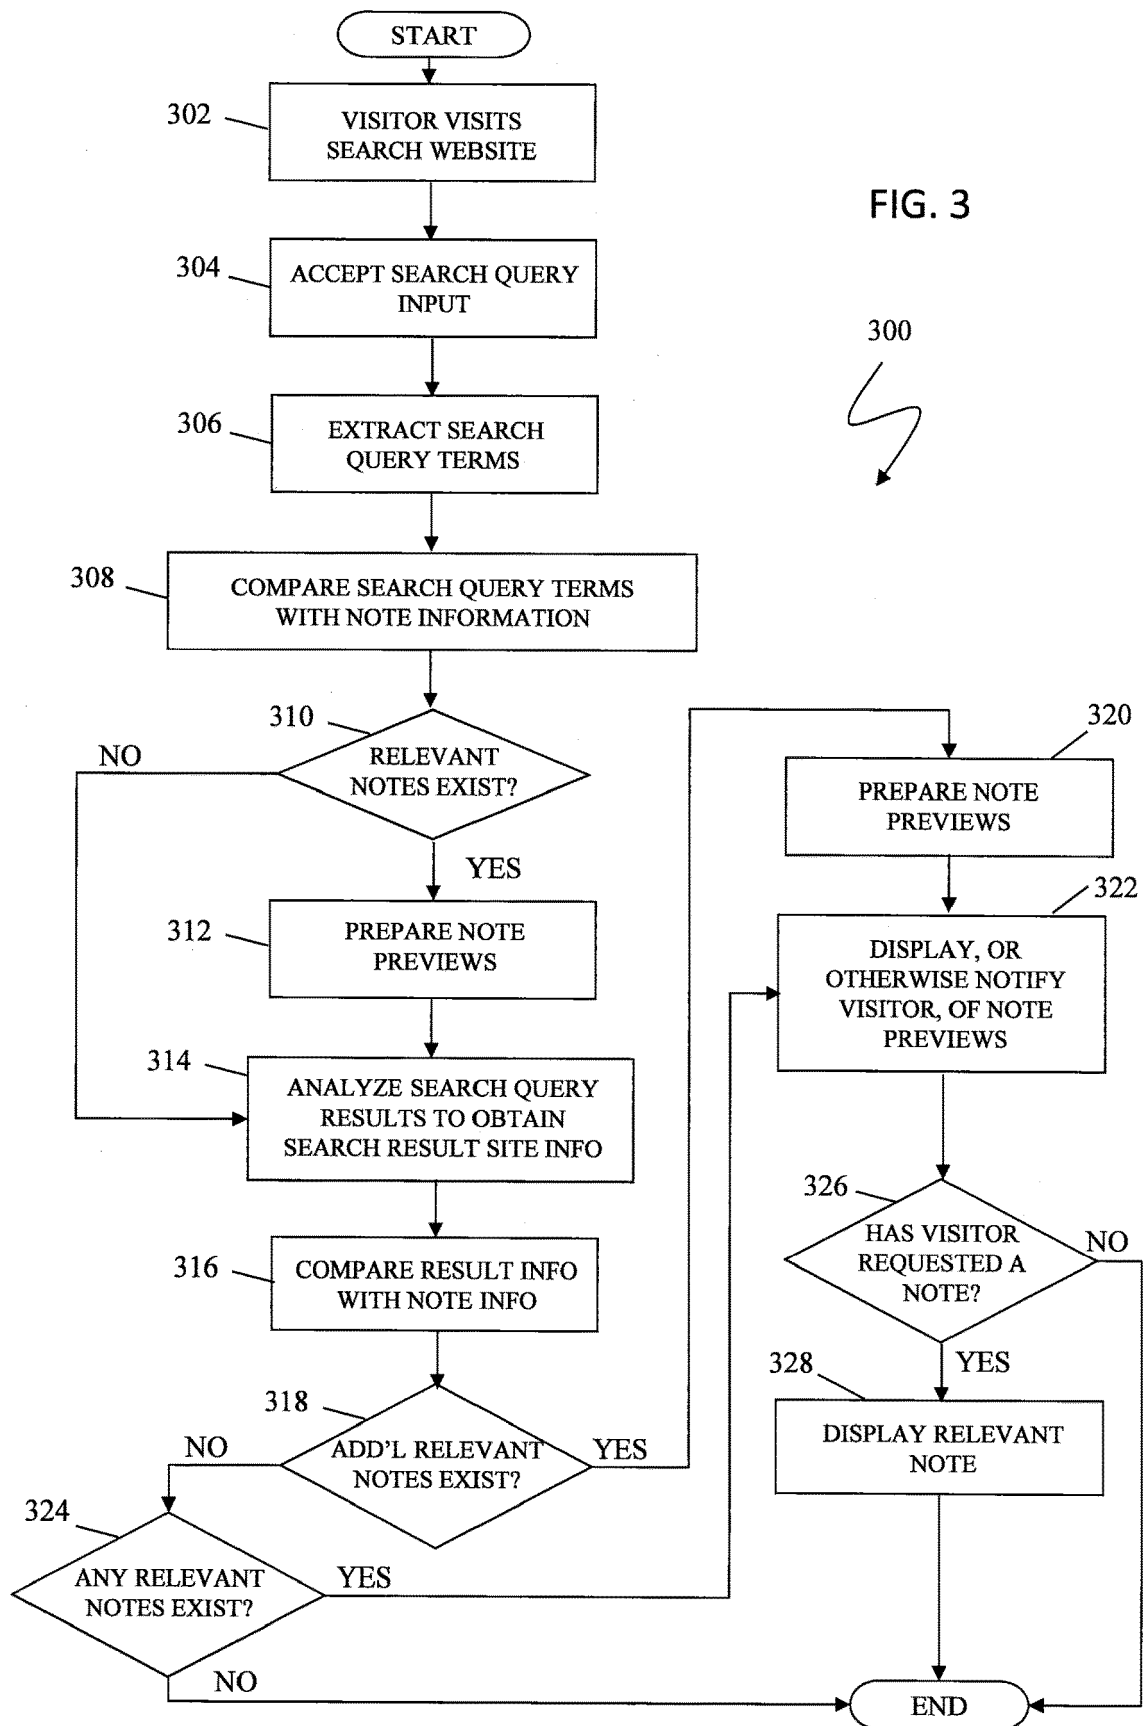 START
302
VISITOR VISITS
SEARCH WEBSITE
FIG. 3
304
ACCEPT SEARCH QUERY
INPUT
300
306
EXTRACT SEARCH
QUERY TERMS
308
COMPARE SEARCH QUERY TERMS
WITH NOTE INFORMATION
310
NO
RELEVANT
NOTES EXIST?
YES
312
PREPARE NOTE
PREVIEWS
314
ANALYZE SEARCH QUERY
RESULTS TO OBTAIN
SEARCH RESULT SITE INFO
316
COMPARE RESULT INFO
WITH NOTE INFO
318
NO
ADD'L RELEVANT
NOTES EXIST?
YES
324
ANY RELEVANT
NOTES EXIST?
YES
NO
320
PREPARE NOTE
PREVIEWS
322
DISPLAY, OR
OTHERWISE NOTIFY
VISITOR, OF NOTE
PREVIEWS
326
HAS VISITOR
REQUESTED A
NOTE?
NO
YES
328
DISPLAY RELEVANT
NOTE
END